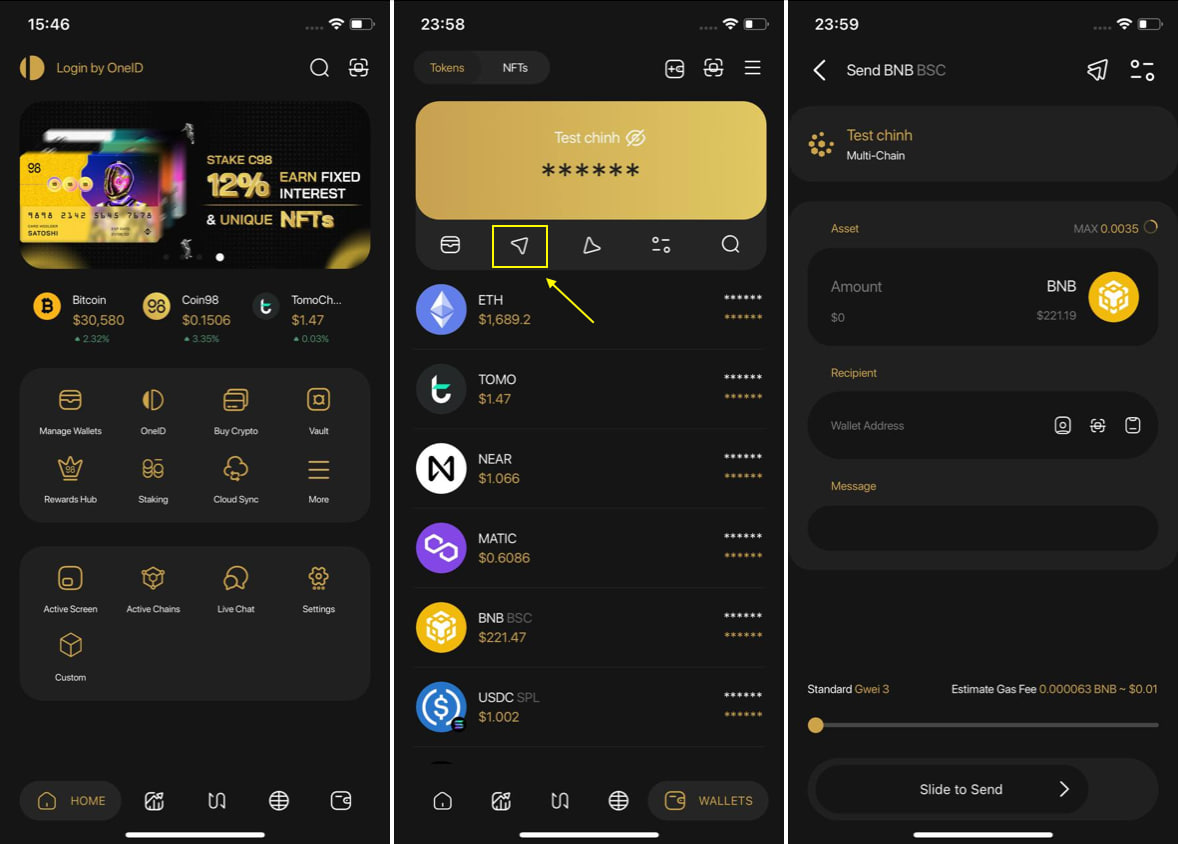 15:46
Login by OneID
98
9898 2142 5645 7678
SATOSHI
STAKE C98
12% EARN FIXED
INTEREST
& UNIQUE NFTs
Bitcoin
$30,580
2.32%
Coin98
$0.1506
3.35%
TomoCh...
$1.47
0.03%
Manage Wallets
OneID
Buy Crypto
Vault
Rewards Hub
Staking
Cloud Sync
More
Active Screen
Active Chains
Live Chat
Settings
Custom
HOME
23:58
Tokens
NFTs
Test chinh
******
ETH
$1,689.2
******
******
TOMO
$1.47
******
******
NEAR
$1.066
******
******
MATIC
$0.6086
******
******
BNB BSC
$221.47
******
******
USDC SPL
$1.002
******
******
WALLETS
23:59
Send BNB BSC
Test chinh
Multi-Chain
Asset
MAX 0.0035
Amount
BNB
$0
$221.19
Recipient
Wallet Address
Message
Standard Gwei 3
Estimate Gas Fee 0.000063 BNB ~ $0.01
Slide to Send